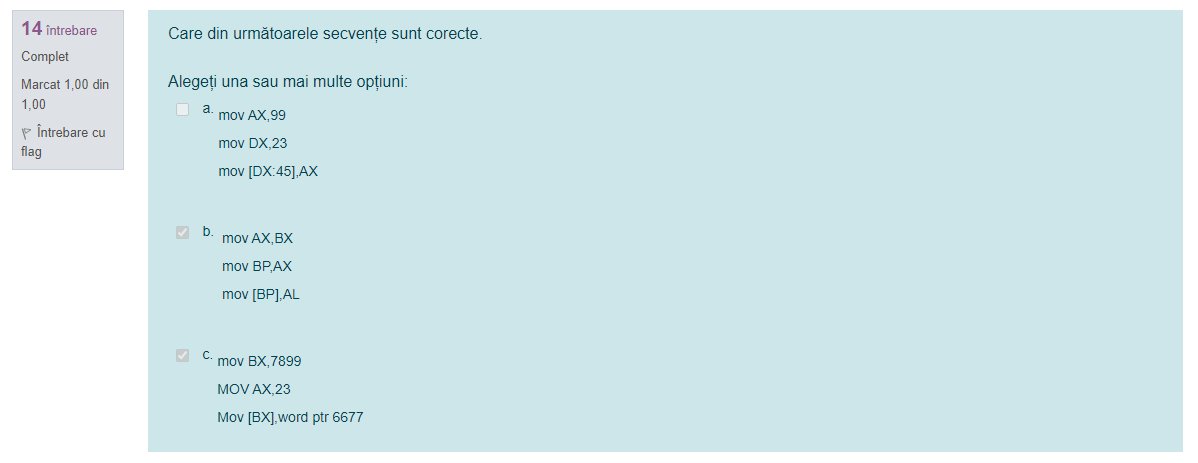 14 întrebare
Complet
Marcat 1,00 din
1,00
Întrebare cu
flag
Care din următoarele secvențe sunt corecte.
Alegeți una sau mai multe opțiuni:
a. mov AX,99
mov DX,23
mov [DX:45],AX
b. mov AX,BX
mov BP,AX
mov [BP],AL
c. mov BX,7899
MOV AX,23
Mov [BX],word ptr 6677